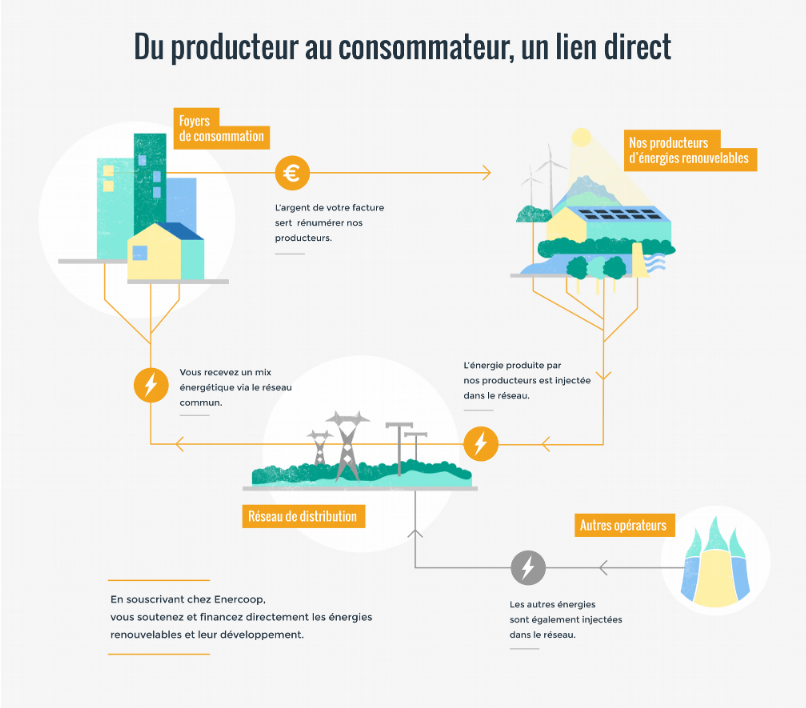 Du producteur au consommateur, un lien direct
Foyers
de consommation
Nos producteurs
d'énergies renouvelables
€
L'argent de votre facture
sert rénumérer nos
producteurs.
Vous recevez un mix
énergétique via le réseau
commun.
L'énergie produite par
nos producteurs est injectée
dans le réseau.
Réseau de distribution
Autres opérateurs
Les autres énergies
sont également injectées
dans le réseau.
En souscrivant chez Enercoop,
vous soutenez et financez directement les énergies
renouvelables et leur développement.